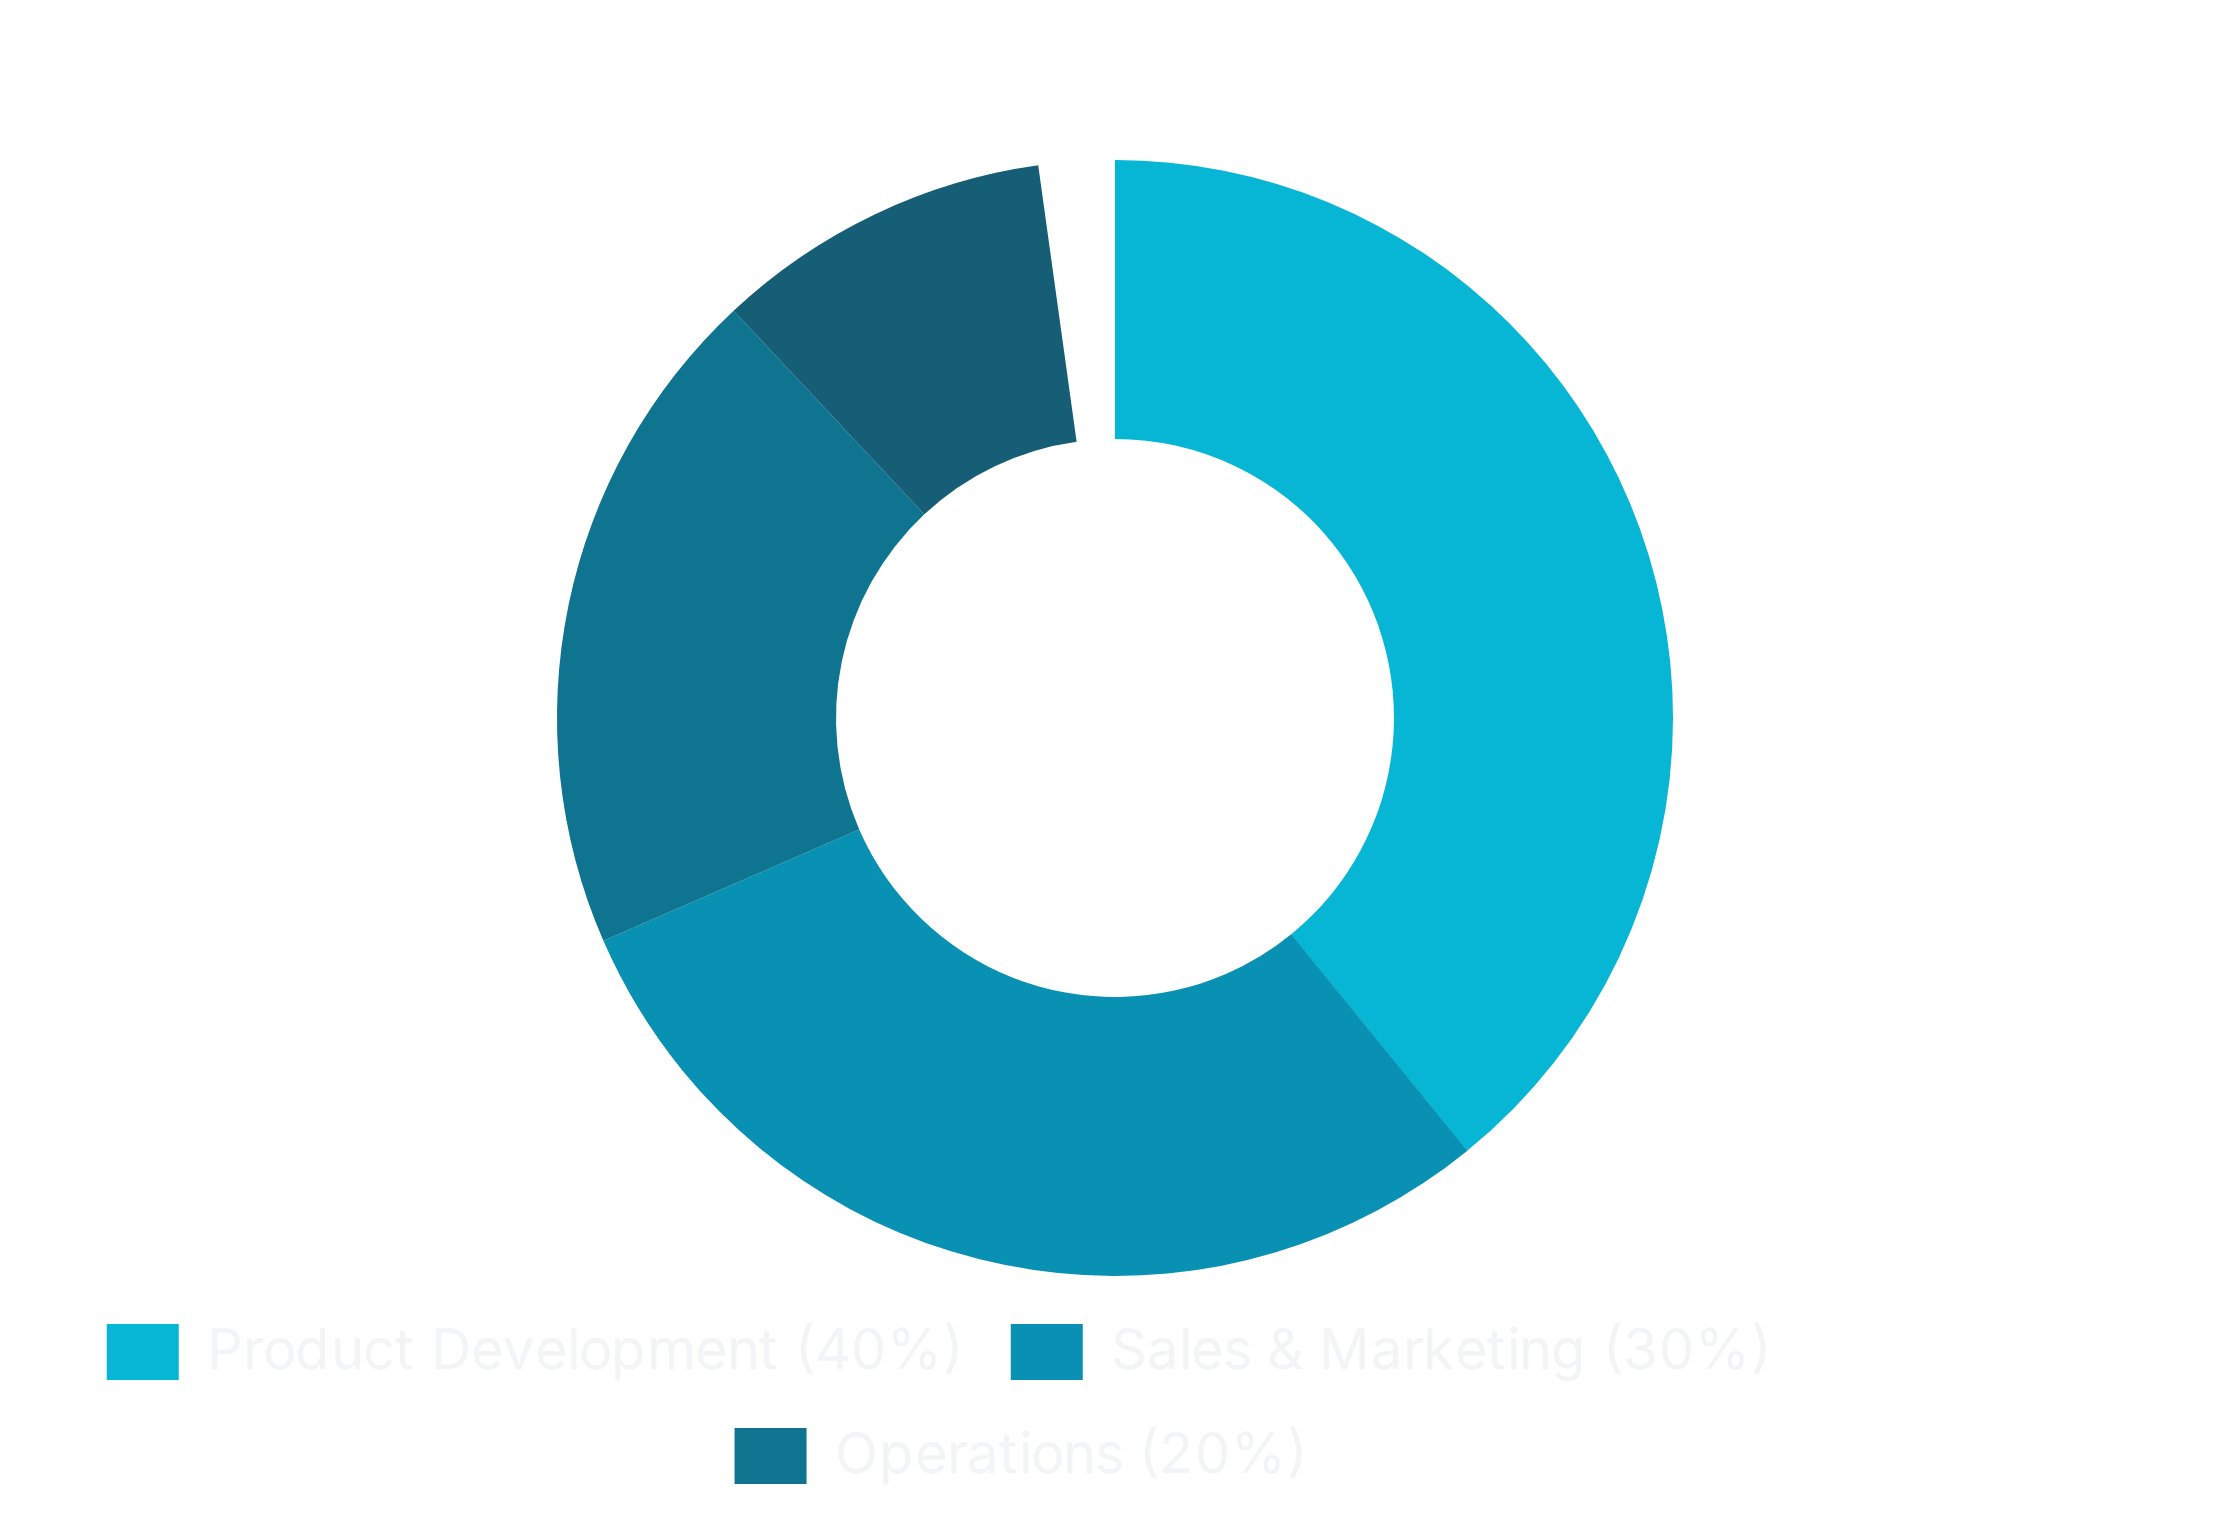 Product Development (40%) Sales & Marketing (30%)
Operations (20%)